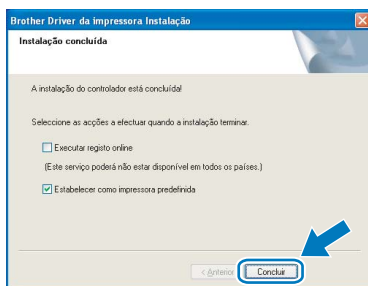 Brother Driver da impressora Instalação
Instalação concluída
A instalação do controlador está concluída!
Seleccione as acções a efectuar quando a instalação terminar.
Executar registo online
(Este serviço poderá não estar disponível em todos os países.)
Estabelecer como impressora predefinida
< Anterior Concluir